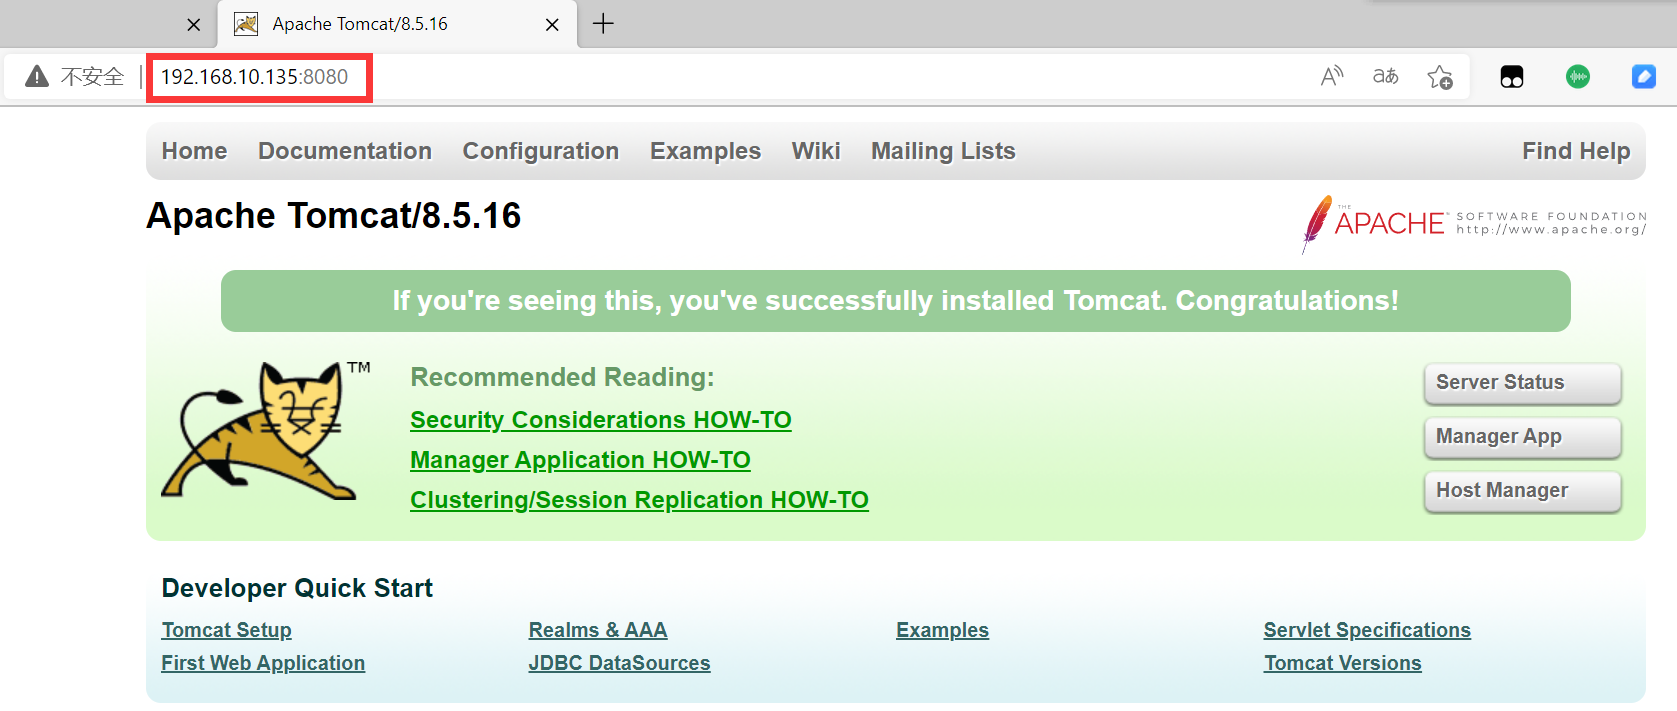 Apache Tomcat/8.5.16
不安全 192.168.10.135:8080 A aあ
Home Documentation Configuration Examples Wiki Mailing Lists Find Help
Apache Tomcat/8.5.16
THE APACHE™ SOFTWARE FOUNDATION
http://www.apache.org/
If you're seeing this, you've successfully installed Tomcat. Congratulations!
TM
Recommended Reading:
Security Considerations HOW-TO
Manager Application HOW-TO
Clustering/Session Replication HOW-TO
Server Status
Manager App
Host Manager
Developer Quick Start
Tomcat Setup Realms & AAA Examples Servlet Specifications
First Web Application JDBC DataSources Tomcat Versions